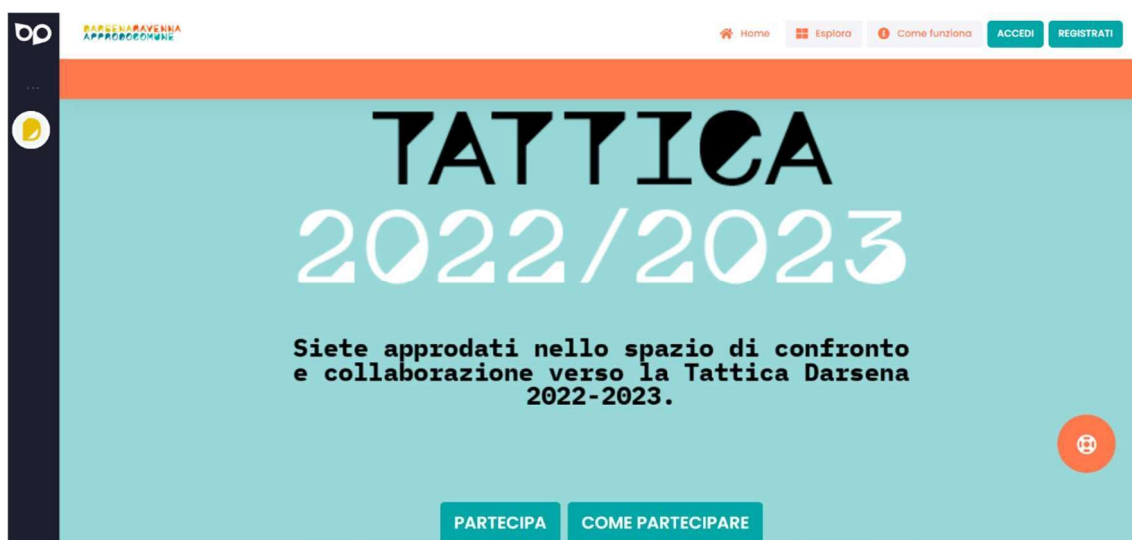 DARSENARAVENNA
APPRODOCOMUNE
Home
Esplora
Come funziona
ACCEDI
REGISTRATI
TATTICA
2022/2023
Siete approdati nello spazio di confronto
e collaborazione verso la Tattica Darsena
2022-2023.
PARTECIPA
COME PARTECIPARE